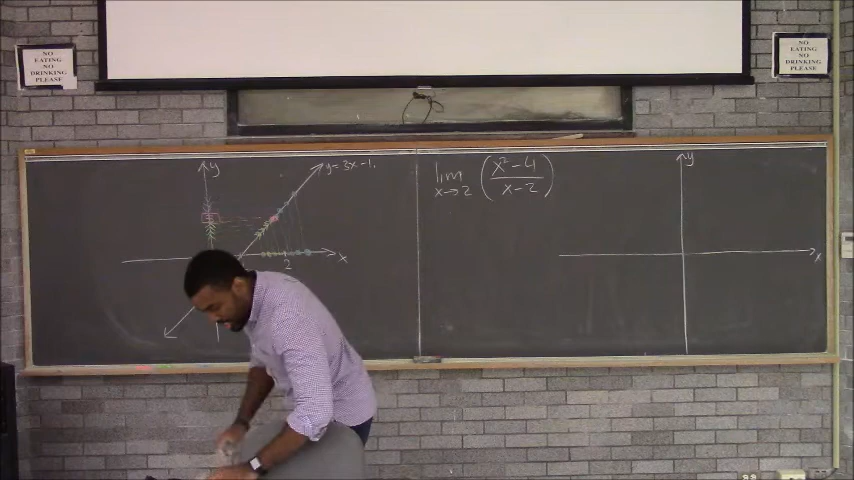 NO
EATING
NO
DRINKING
PLEASE
NO
EATING
NO
DRINKING
PLEASE
y
y=3x-1
x
2
lim x→2 (x²-4 / x-2)
y
x